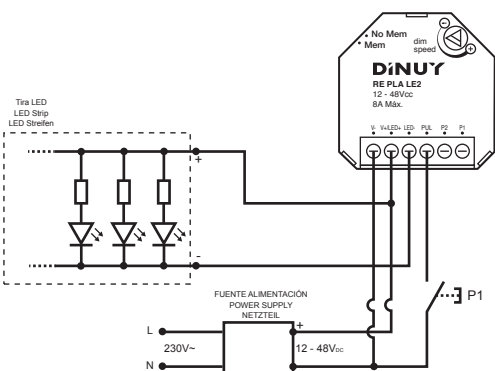 No Mem
Mem
dim
speed
DINUY
RE PLA LE2
12 - 48Vcc
8A Máx.
V- V+/LED+ LED- PUL P2 P1
Tira LED
LED Strip
LED Streifen
+
-
FUENTE ALIMENTACIÓN
POWER SUPPLY
NETZTEIL
L
230V~
N
+
12 - 48VDC
P1